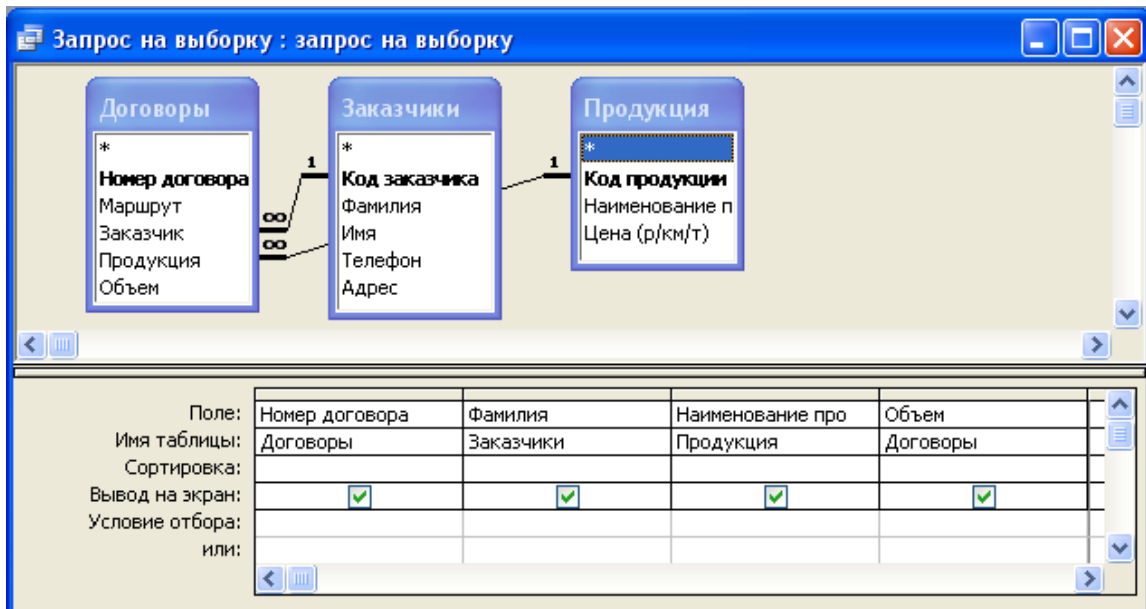 Запрос на выборку : запрос на выборку
Договоры
*
Номер договора
Маршрут
Заказчик
Продукция
Объем
1
∞
∞
Заказчики
*
Код заказчика
Фамилия
Имя
Телефон
Адрес
1
Продукция
*
Код продукции
Наименование п
Цена (р/км/т)
Поле: Номер договора Фамилия Наименование про Объем
Имя таблицы: Договоры Заказчики Продукция Договоры
Сортировка:
Вывод на экран:
Условие отбора:
или: